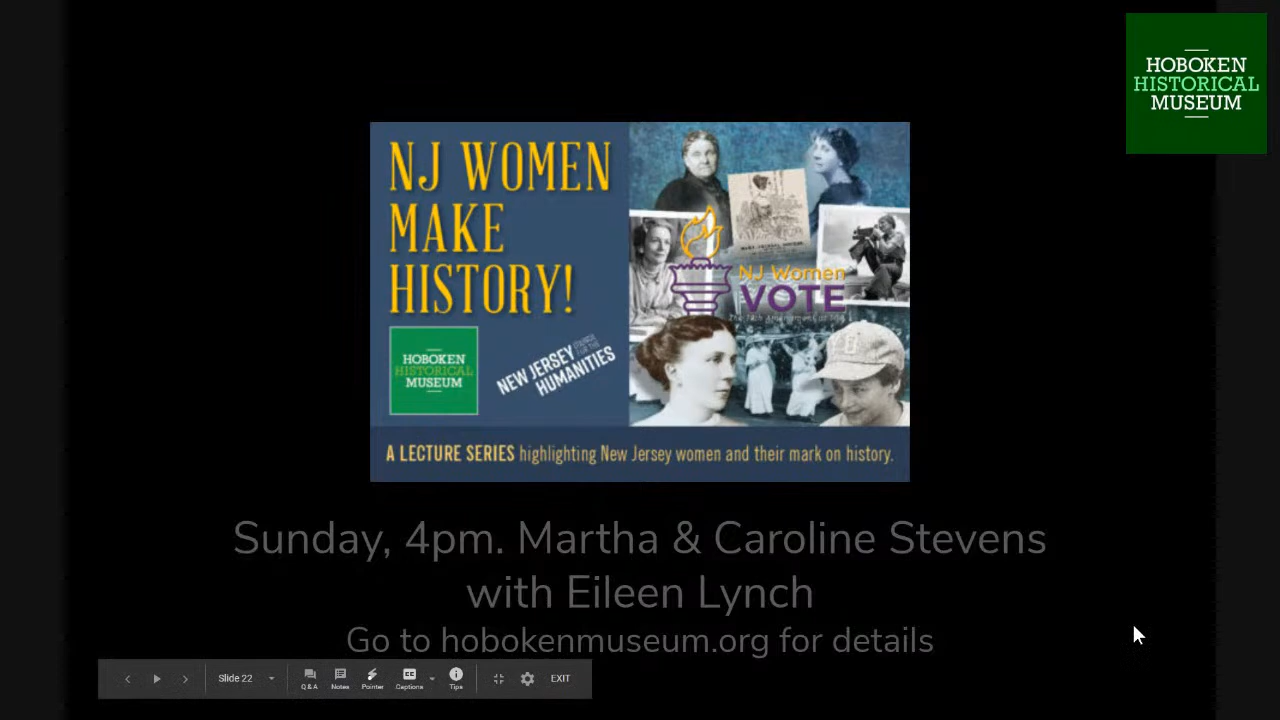 HOBOKEN
HISTORICAL
MUSEUM
NJ WOMEN
MAKE
HISTORY!
NJ Women
VOTE
HOBOKEN
HISTORICAL
MUSEUM
NEW JERSEY
HUMANITIES
A LECTURE SERIES highlighting New Jersey women and their mark on history.
Sunday, 4pm. Martha & Caroline Stevens
with Eileen Lynch
Go to hobokenmuseum.org for details
Slide 22
Q&A
Notes
Pointer
Captions
Tips
EXIT